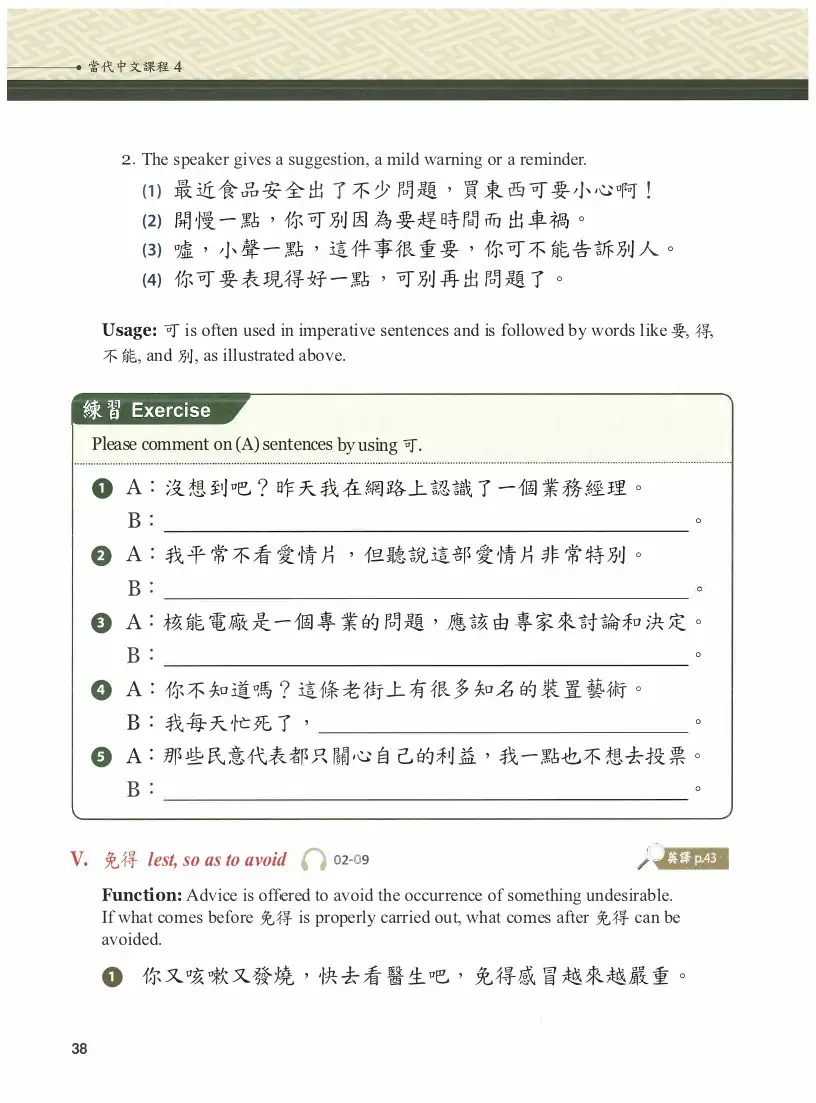 當代中文課程 4
2. The speaker gives a suggestion, a mild warning or a reminder.
(1) 最近食品安全出了不少問題，買東西可要小心啊！
(2) 開慢一點，你可別因為要趕時間而出車禍。
(3) 噓，小聲一點，這件事很重要，你可不能告訴別人。
(4) 你可要表現得好一點，可別再出問題了。
Usage: 可 is often used in imperative sentences and is followed by words like 要, 得,
不能, and 別, as illustrated above.
練習 Exercise
Please comment on (A) sentences by using 可.
1 A：沒想到吧？昨天我在網路上認識了一個業務經理。
B：。
2 A：我平常不看愛情片，但聽說這部愛情片非常特別。
B：。
3 A：核能電廠是一個專業的問題，應該由專家來討論和決定。
B：。
4 A：你不知道嗎？這條老街上有很多知名的裝置藝術。
B：我每天忙死了，。
5 A：那些民意代表都只關心自己的利益，我一點也不想去投票。
B：。
V. 免得 lest, so as to avoid 02-09 英譯 p.43
Function: Advice is offered to avoid the occurrence of something undesirable.
If what comes before 免得 is properly carried out, what comes after 免得 can be
avoided.
1 你又咳嗽又發燒，快去看醫生吧，免得感冒越來越嚴重。
38